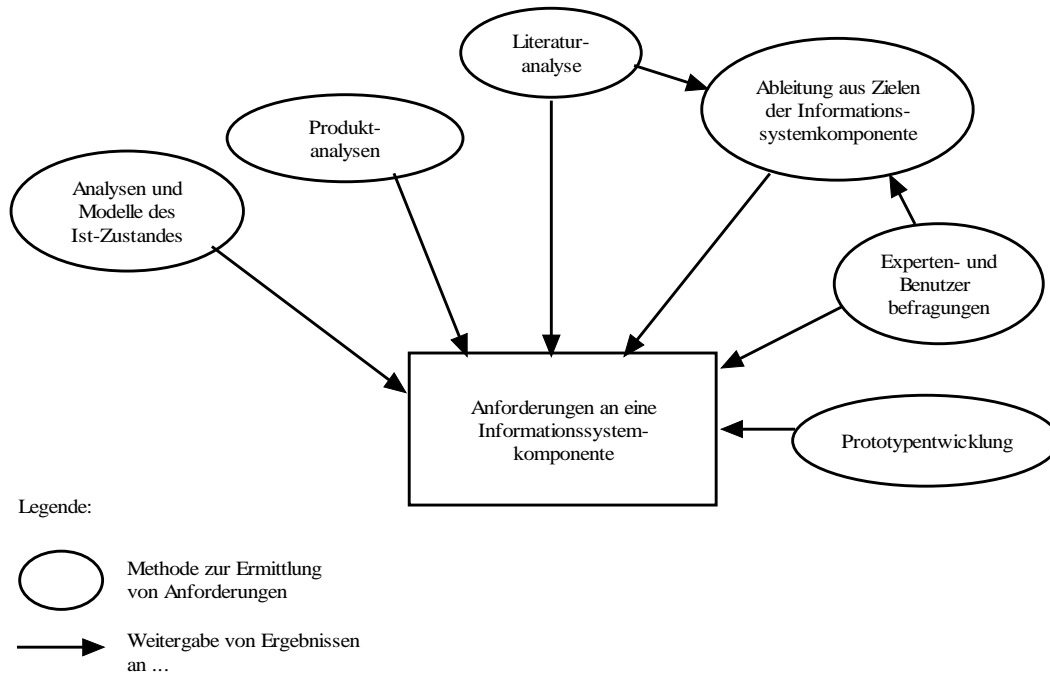 Literatur-
analyse
Ableitung aus Zielen
der Informations-
systemkomponente
Produkt-
analysen
Analysen und
Modelle des
Ist-Zustandes
Experten- und
Benutzer
befragungen
Anforderungen an eine
Informationssystem-
komponente
Prototypentwicklung
Legende:
Methode zur Ermittlung
von Anforderungen
Weitergabe von Ergebnissen
an ...